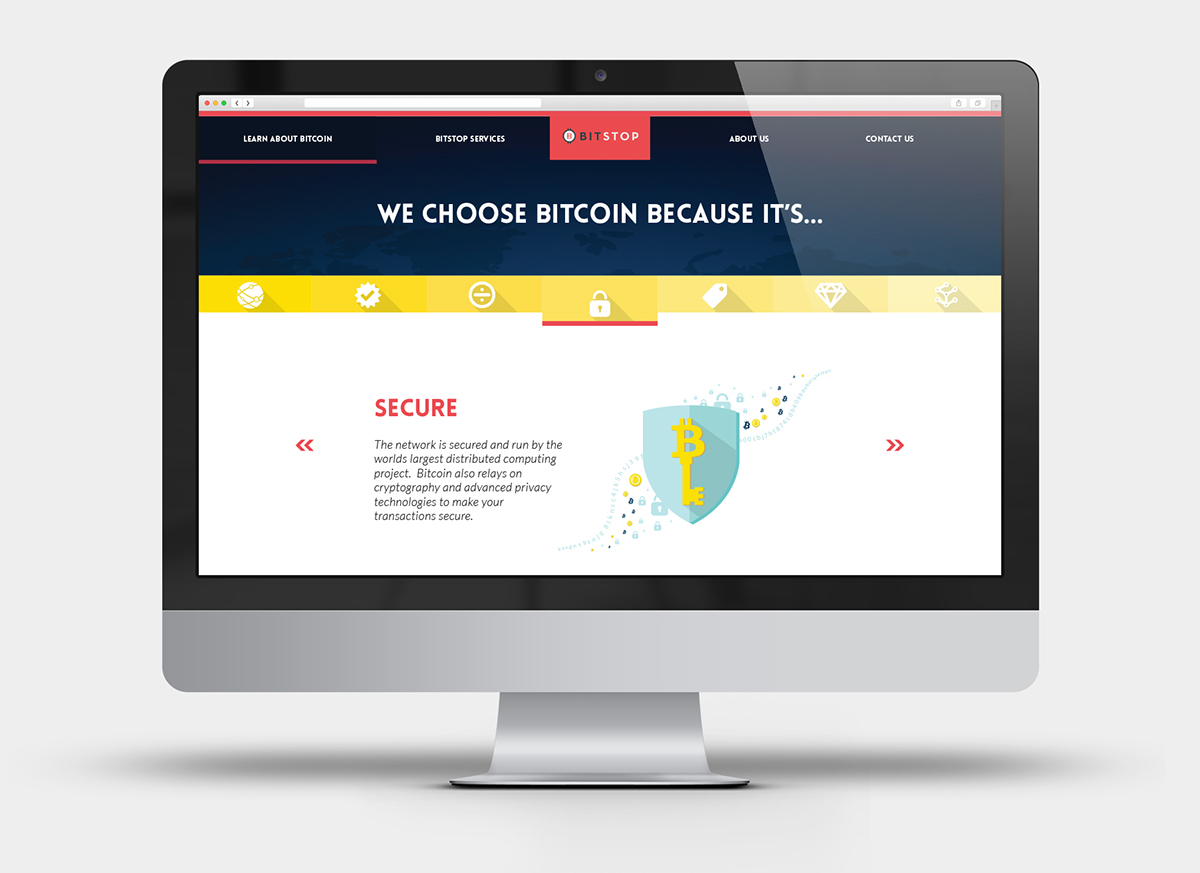 LEARN ABOUT BITCOIN
BITSTOP SERVICES
BITSTOP
ABOUT US
CONTACT US
WE CHOOSE BITCOIN BECAUSE IT'S...
SECURE
The network is secured and run by the
worlds largest distributed computing
project. Bitcoin also relays on
cryptography and advanced privacy
technologies to make your
transactions secure.